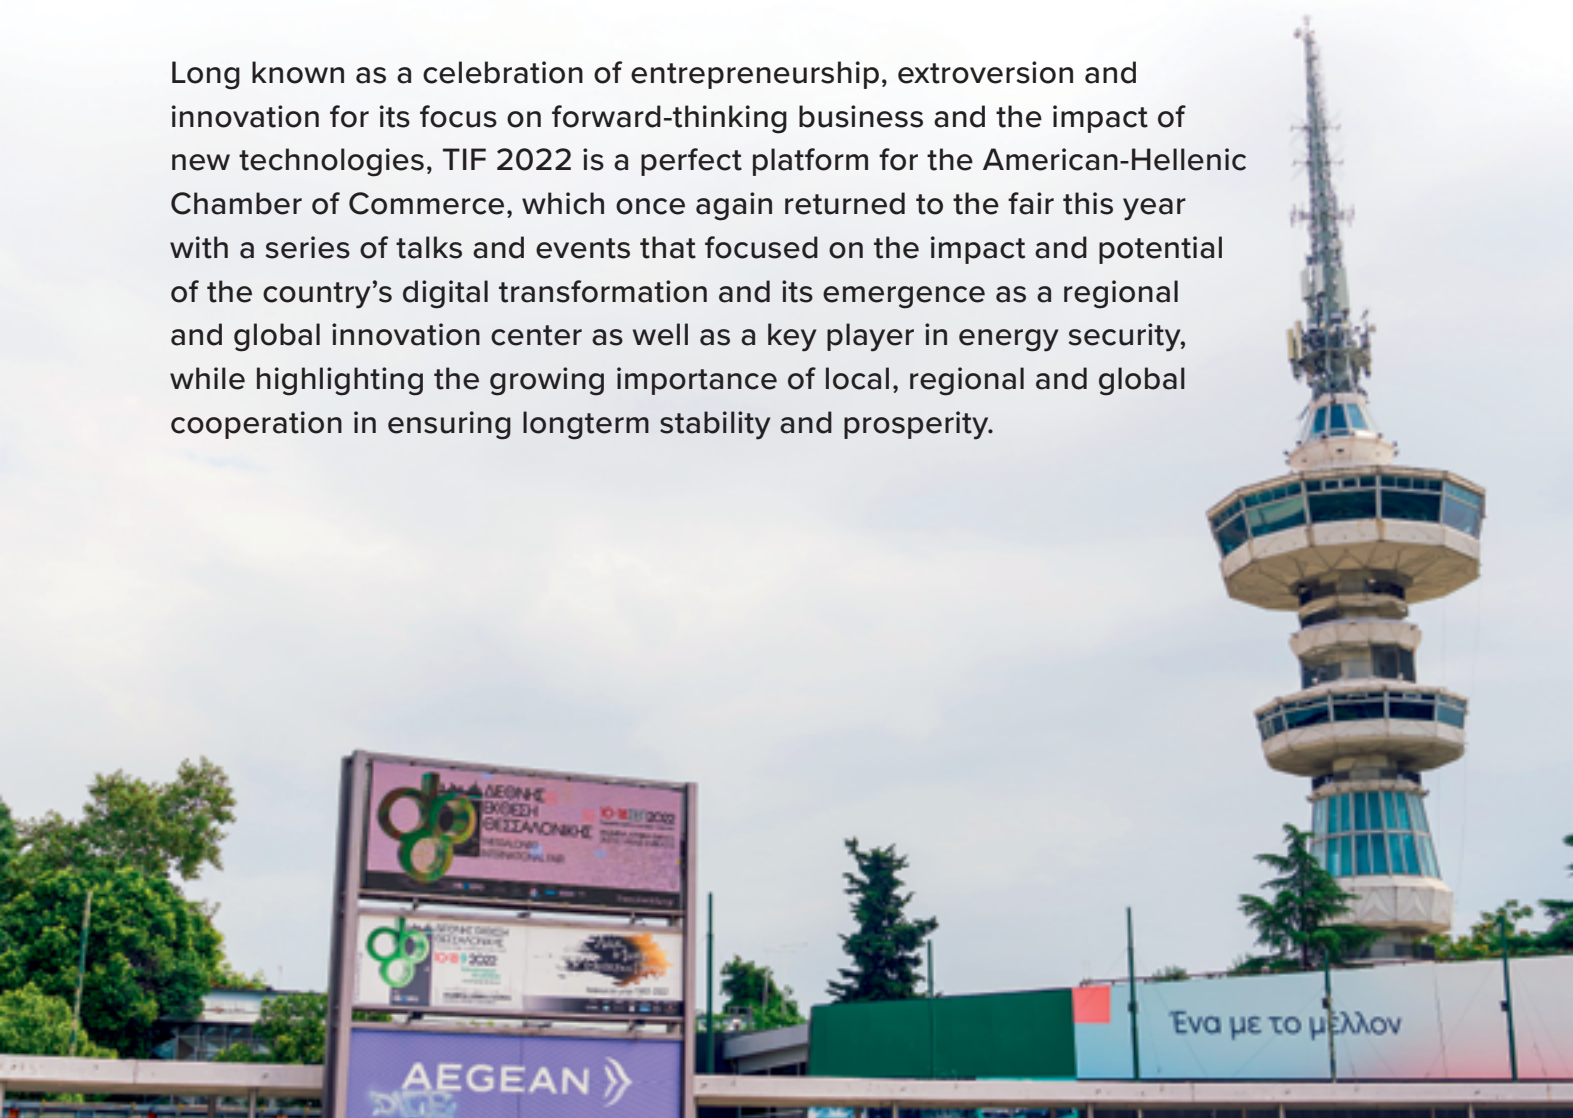 Long known as a celebration of entrepreneurship, extroversion and
innovation for its focus on forward-thinking business and the impact of
new technologies, TIF 2022 is a perfect platform for the American-Hellenic
Chamber of Commerce, which once again returned to the fair this year
with a series of talks and events that focused on the impact and potential
of the country’s digital transformation and its emergence as a regional
and global innovation center as well as a key player in energy security,
while highlighting the growing importance of local, regional and global
cooperation in ensuring longterm stability and prosperity.
ΔΙΕΘΝΗΣ
ΕΚΘΕΣΗ
ΘΕΣΣΑΛΟΝΙΚΗΣ
THESSALONIKI
INTERNATIONAL FAIR
2022
ΔΙΕΘΝΗΣ ΕΚΘΕΣΗ
ΘΕΣΣΑΛΟΝΙΚΗΣ
2022
AEGEAN
Ένα με το μέλλον